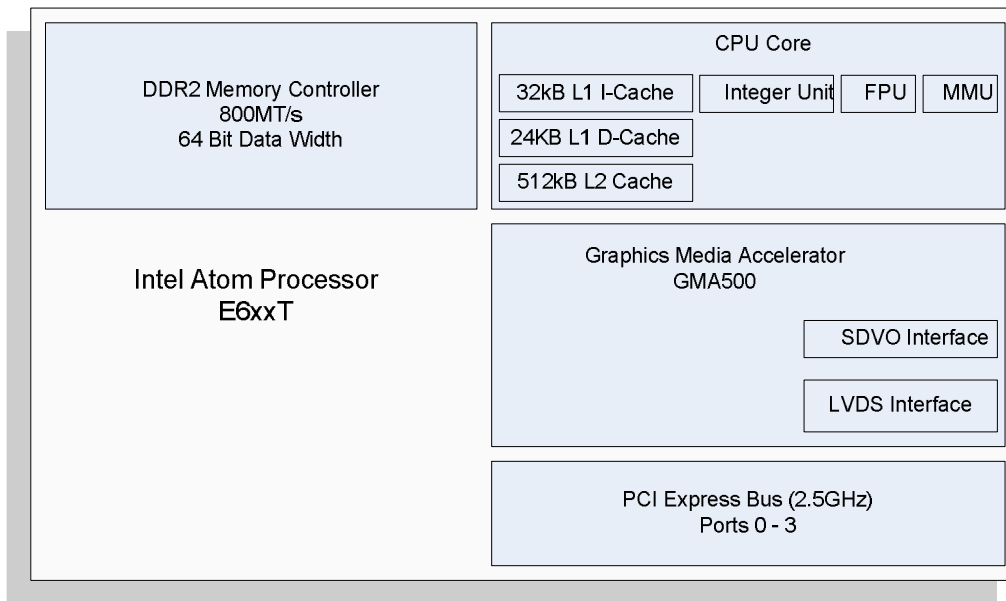 DDR2 Memory Controller
800MT/s
64 Bit Data Width
CPU Core
32kB L1 I-Cache
Integer Unit
FPU
MMU
24KB L1 D-Cache
512kB L2 Cache
Intel Atom Processor
E6xxT
Graphics Media Accelerator
GMA500
SDVO Interface
LVDS Interface
PCI Express Bus (2.5GHz)
Ports 0 - 3